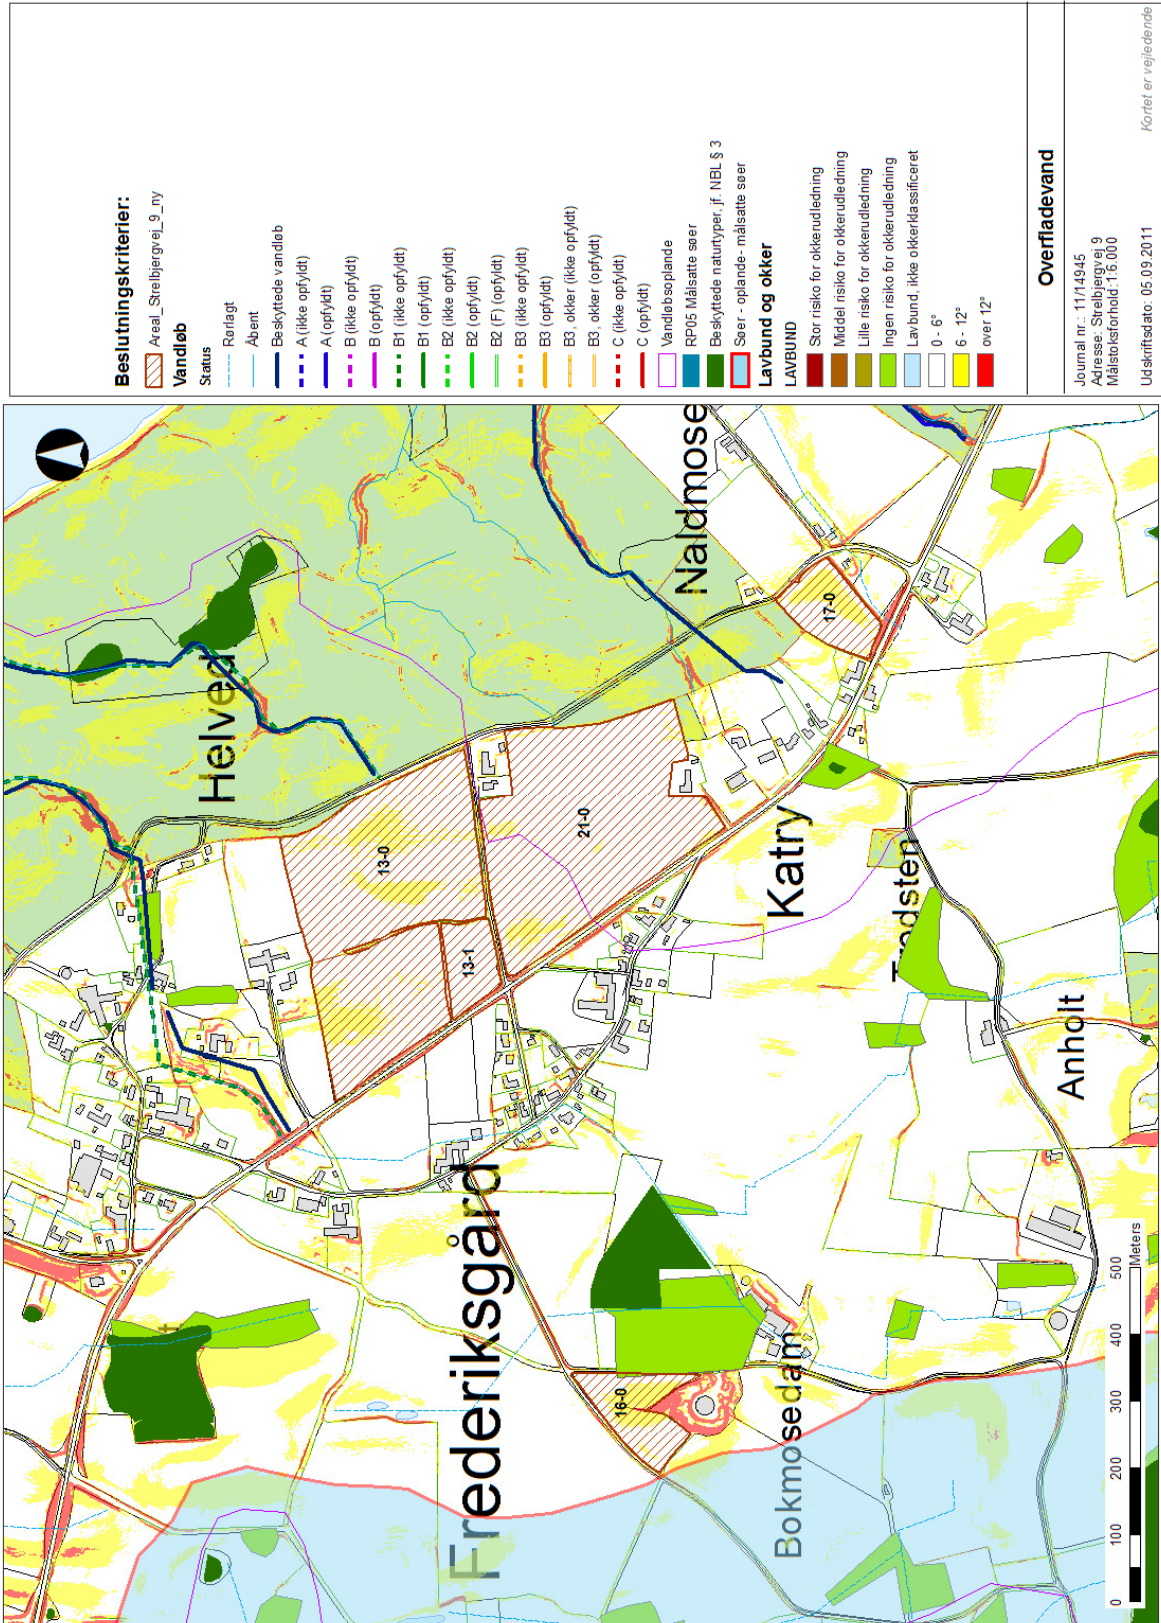 Helved
Naldmose
Frederiksgård
Katry
Trødsten
Anholt
Bokmosedam
13-0
13-1
21-0
17-0
16-0
0 100 200 300 400 500
Meters
Beslutningskriterier:
Areal_Strelbjergvej_9_ny
Vandløb
Status
Rørlagt
Åbent
Beskyttede vandløb
A (ikke opfyldt)
A (opfyldt)
B (ikke opfyldt)
B (opfyldt)
B1 (ikke opfyldt)
B1 (opfyldt)
B2 (ikke opfyldt)
B2 (opfyldt)
B2 (F) (opfyldt)
B3 (ikke opfyldt)
B3 (opfyldt)
B3, okker (ikke opfyldt)
B3, okker (opfyldt)
C (ikke opfyldt)
C (opfyldt)
Vandløbsoplande
RP05 Målsatte søer
Beskyttede naturtyper, jf. NBL § 3
Søer - oplande- målsatte søer
Lavbund og okker
LAVBUND
Stor risiko for okkerudledning
Middel risiko for okkerudledning
Lille risiko for okkerudledning
Ingen risiko for okkerudledning
Lavbund, ikke okkerklassificeret
0 - 6°
6 - 12°
over 12°
Overfladevand
Journal nr.: 11/14945
Adresse: Strelbjergvej 9
Målstoksforhold: 1:6.000
Udskriftsdato: 05.09.2011
Kortet er vejledende